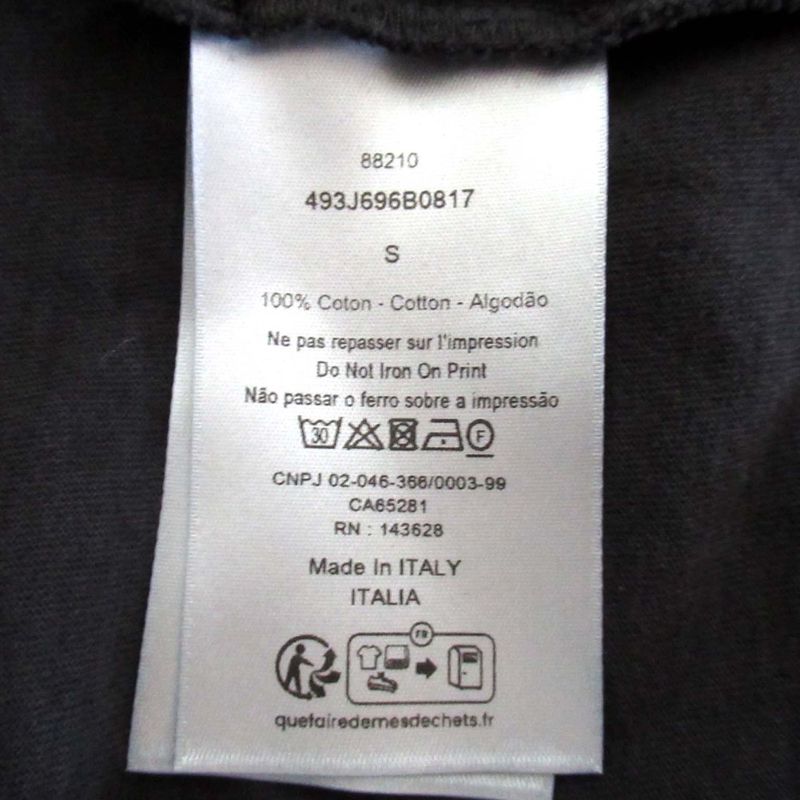 88210
493J696B0817
S
100% Coton - Cotton - Algodão
Ne pas repasser sur l'impression
Do Not Iron On Print
Não passar o ferro sobre a impressão
30
F
CNPJ 02-046-366/0003-99
CA65281
RN : 143628
Made In ITALY
ITALIA
FR
quefairedemesdechets.fr